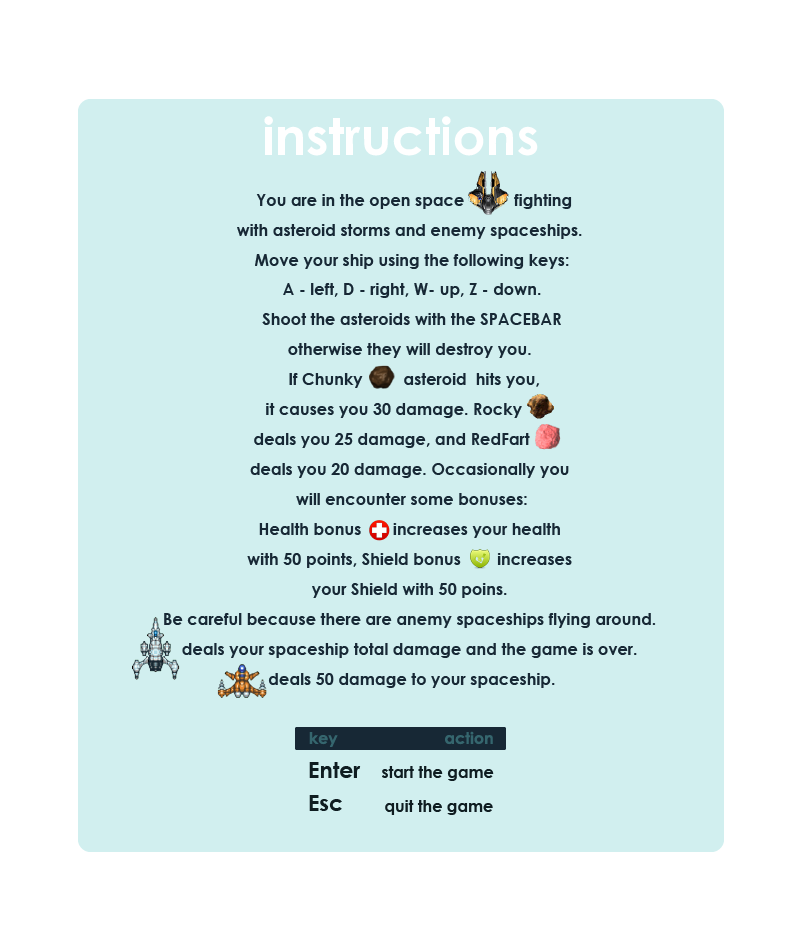 instructions
You are in the open space fighting
with asteroid storms and enemy spaceships.
Move your ship using the following keys:
A - left, D - right, W- up, Z - down.
Shoot the asteroids with the SPACEBAR
otherwise they will destroy you.
If Chunky asteroid hits you,
it causes you 30 damage. Rocky
deals you 25 damage, and RedFart
deals you 20 damage. Occasionally you
will encounter some bonuses:
Health bonus increases your health
with 50 points, Shield bonus increases
your Shield with 50 poins.
Be careful because there are anemy spaceships flying around.
deals your spaceship total damage and the game is over.
deals 50 damage to your spaceship.
key action
Enter start the game
Esc quit the game